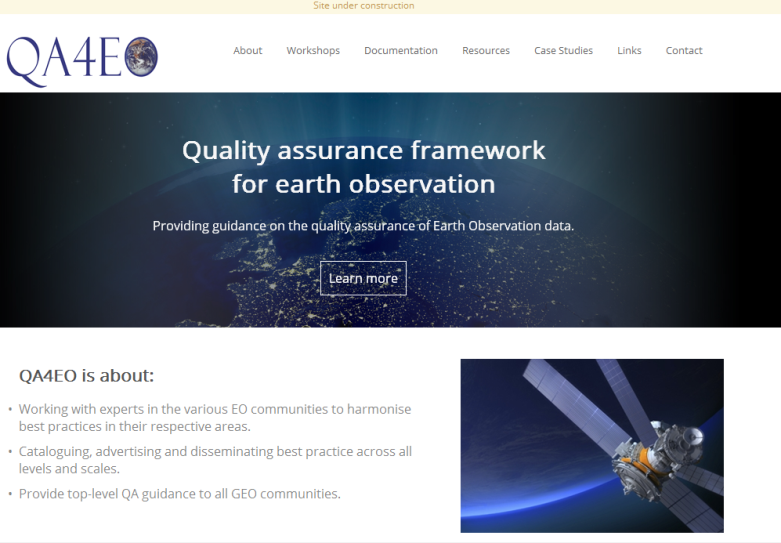 Site under construction
QA4EO
About Workshops Documentation Resources Case Studies Links Contact
Quality assurance framework
for earth observation
Providing guidance on the quality assurance of Earth Observation data.
Learn more
QA4EO is about:
• Working with experts in the various EO communities to harmonise
best practices in their respective areas.
• Cataloguing, advertising and disseminating best practice across all
levels and scales.
• Provide top-level QA guidance to all GEO communities.